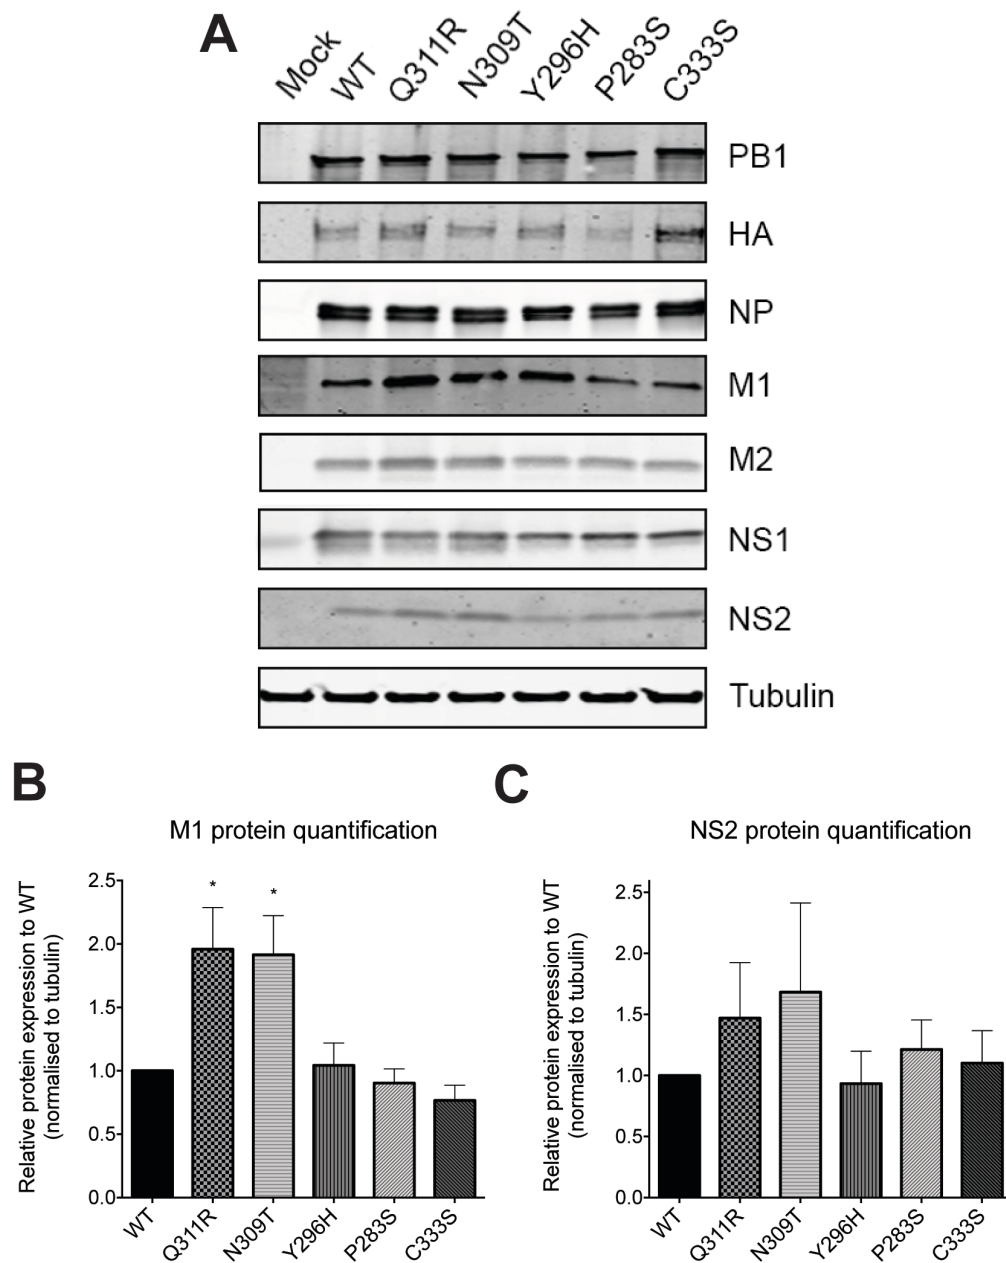 A
Mock WT Q311R N309T Y296H P283S C333S
PB1
HA
NP
M1
M2
NS1
NS2
Tubulin
B
M1 protein quantification
Relative protein expression to WT
(normalised to tubulin)
2.5
2.0
1.5
1.0
0.5
0.0
* *
WT Q311R N309T Y296H P283S C333S
C
NS2 protein quantification
Relative protein expression to WT
(normalised to tubulin)
2.5
2.0
1.5
1.0
0.5
0.0
WT Q311R N309T Y296H P283S C333S